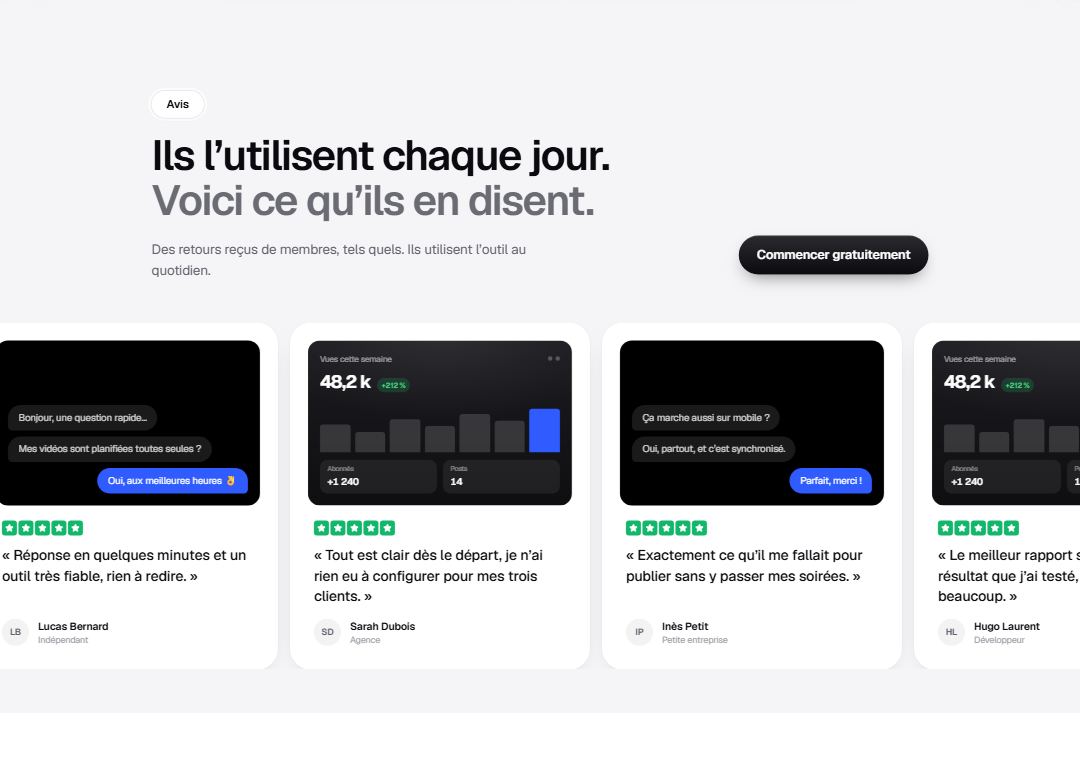 Avis
Ils l’utilisent chaque jour.
Voici ce qu’ils en disent.
Des retours reçus de membres, tels quels. Ils utilisent l’outil au
quotidien.
Commencer gratuitement
Bonjour, une question rapide...
Mes vidéos sont planifiées toutes seules ?
Oui, aux meilleures heures 👌
« Réponse en quelques minutes et un
outil très fiable, rien à redire. »
LB
Lucas Bernard
Indépendant
Vues cette semaine
48,2 k +212 %
Abonnés
+1 240
Posts
14
« Tout est clair dès le départ, je n’ai
rien eu à configurer pour mes trois
clients. »
SD
Sarah Dubois
Agence
Ça marche aussi sur mobile ?
Oui, partout, et c’est synchronisé.
Parfait, merci !
« Exactement ce qu’il me fallait pour
publier sans y passer mes soirées. »
IP
Inès Petit
Petite entreprise
Vues cette semaine
48,2 k +212 %
Abonnés
+1 240
« Le meilleur rapport
résultat que j’ai testé,
beaucoup. »
HL
Hugo Laurent
Développeur